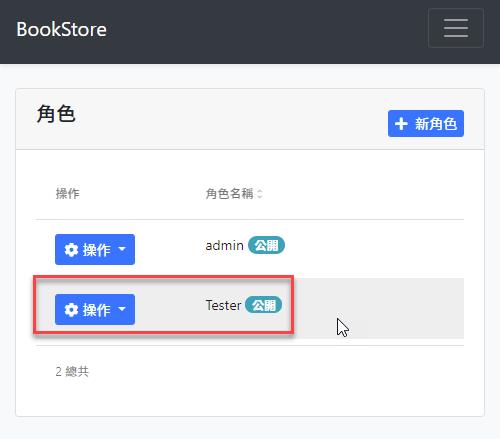 BookStore
角色
新角色
操作 角色名稱
操作 admin 公開
操作 Tester 公開
2 總共